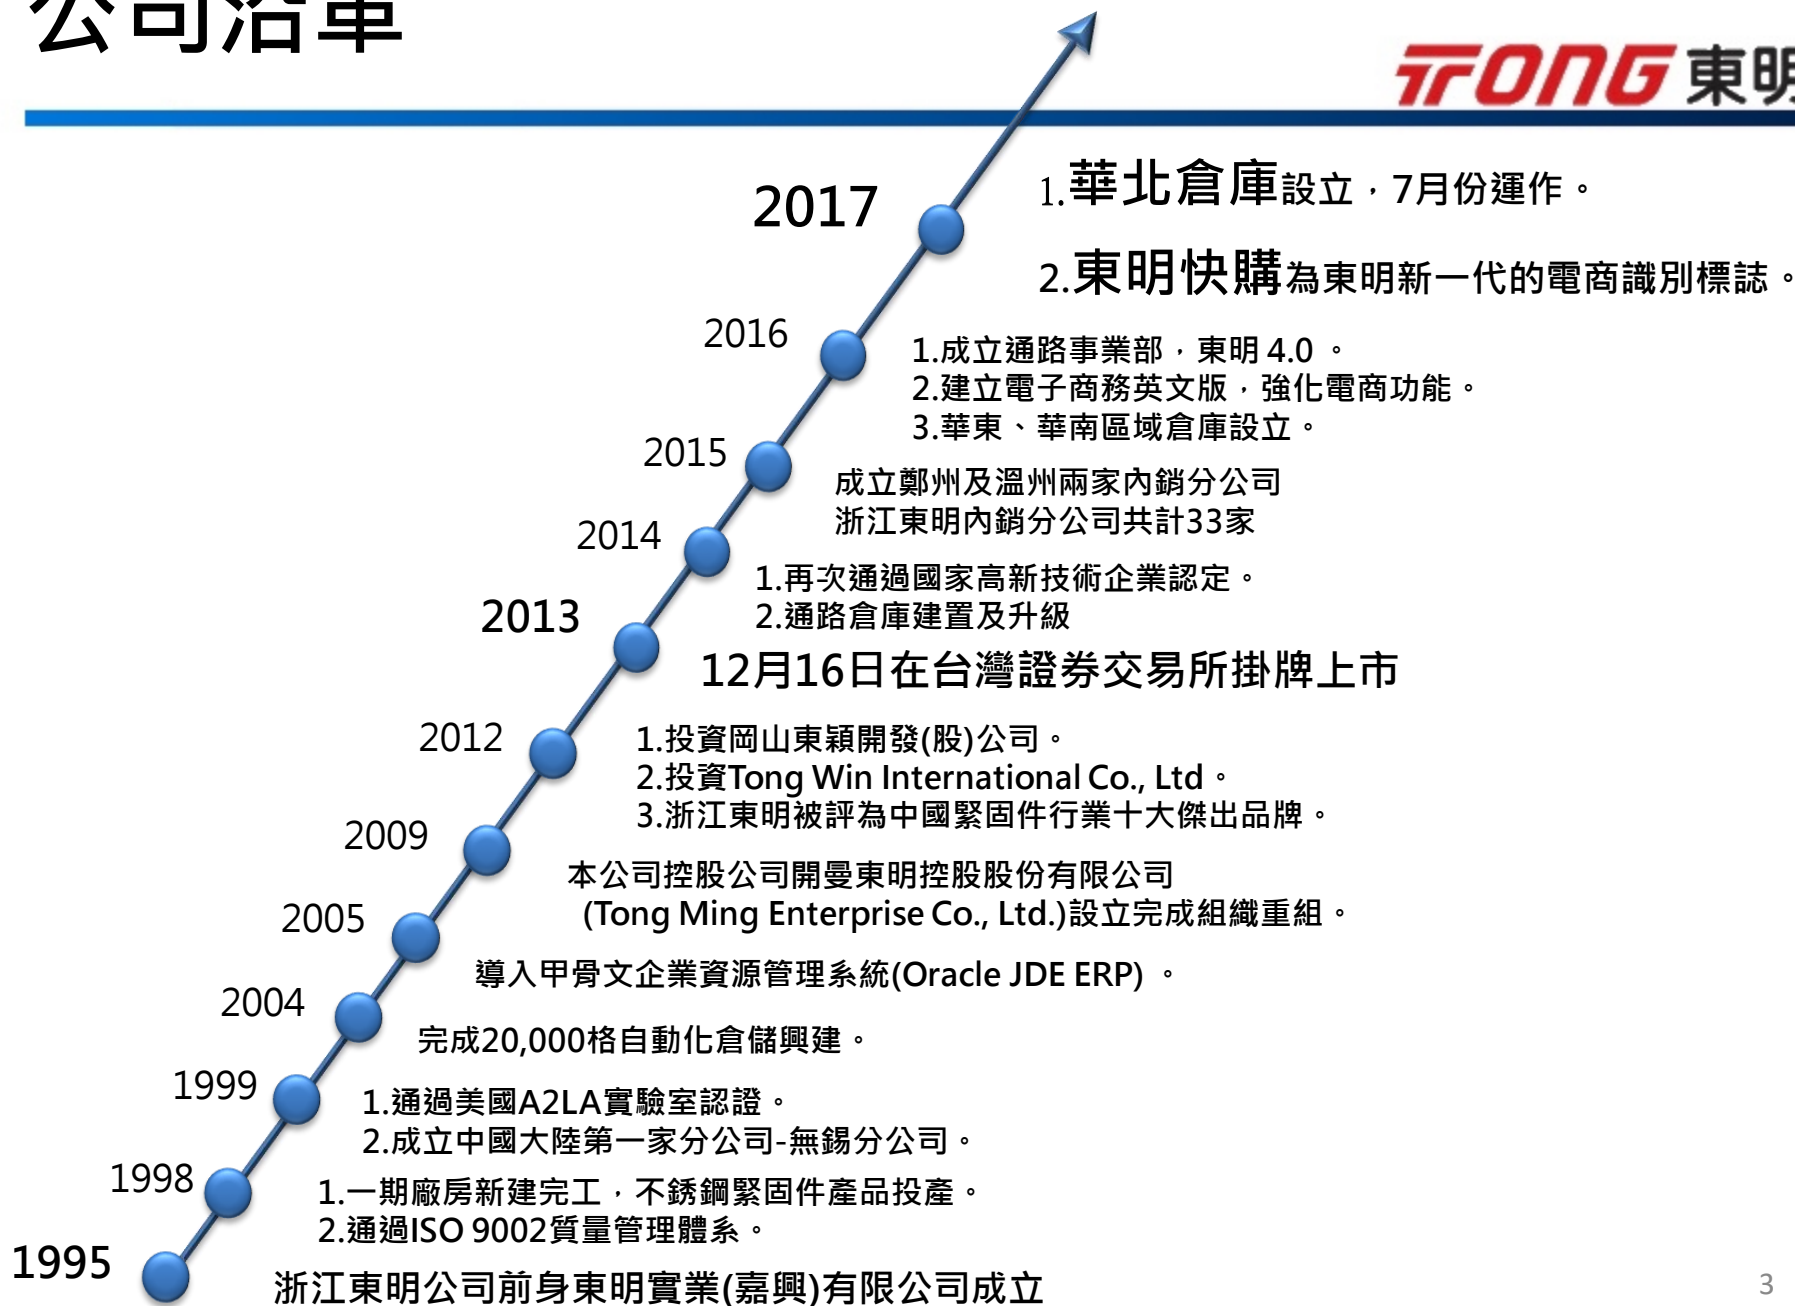 公司沿革
TONG 東明
2017
1.華北倉庫設立，7月份運作。
2.東明快購為東明新一代的電商識別標誌。
2016
1.成立通路事業部，東明 4.0 。
2.建立電子商務英文版，強化電商功能。
3.華東、華南區域倉庫設立。
2015
成立鄭州及溫州兩家內銷分公司
浙江東明內銷分公司共計33家
2014
1.再次通過國家高新技術企業認定。
2.通路倉庫建置及升級
2013
12月16日在台灣證券交易所掛牌上市
2012
1.投資岡山東穎開發(股)公司。
2.投資Tong Win International Co., Ltd。
3.浙江東明被評為中國緊固件行業十大傑出品牌。
2009
本公司控股公司開曼東明控股股份有限公司
(Tong Ming Enterprise Co., Ltd.)設立完成組織重組。
2005
導入甲骨文企業資源管理系統(Oracle JDE ERP) 。
2004
完成20,000格自動化倉儲興建。
1999
1.通過美國A2LA實驗室認證。
2.成立中國大陸第一家分公司-無錫分公司。
1998
1.一期廠房新建完工，不銹鋼緊固件產品投產。
2.通過ISO 9002質量管理體系。
1995
浙江東明公司前身東明實業(嘉興)有限公司成立
3